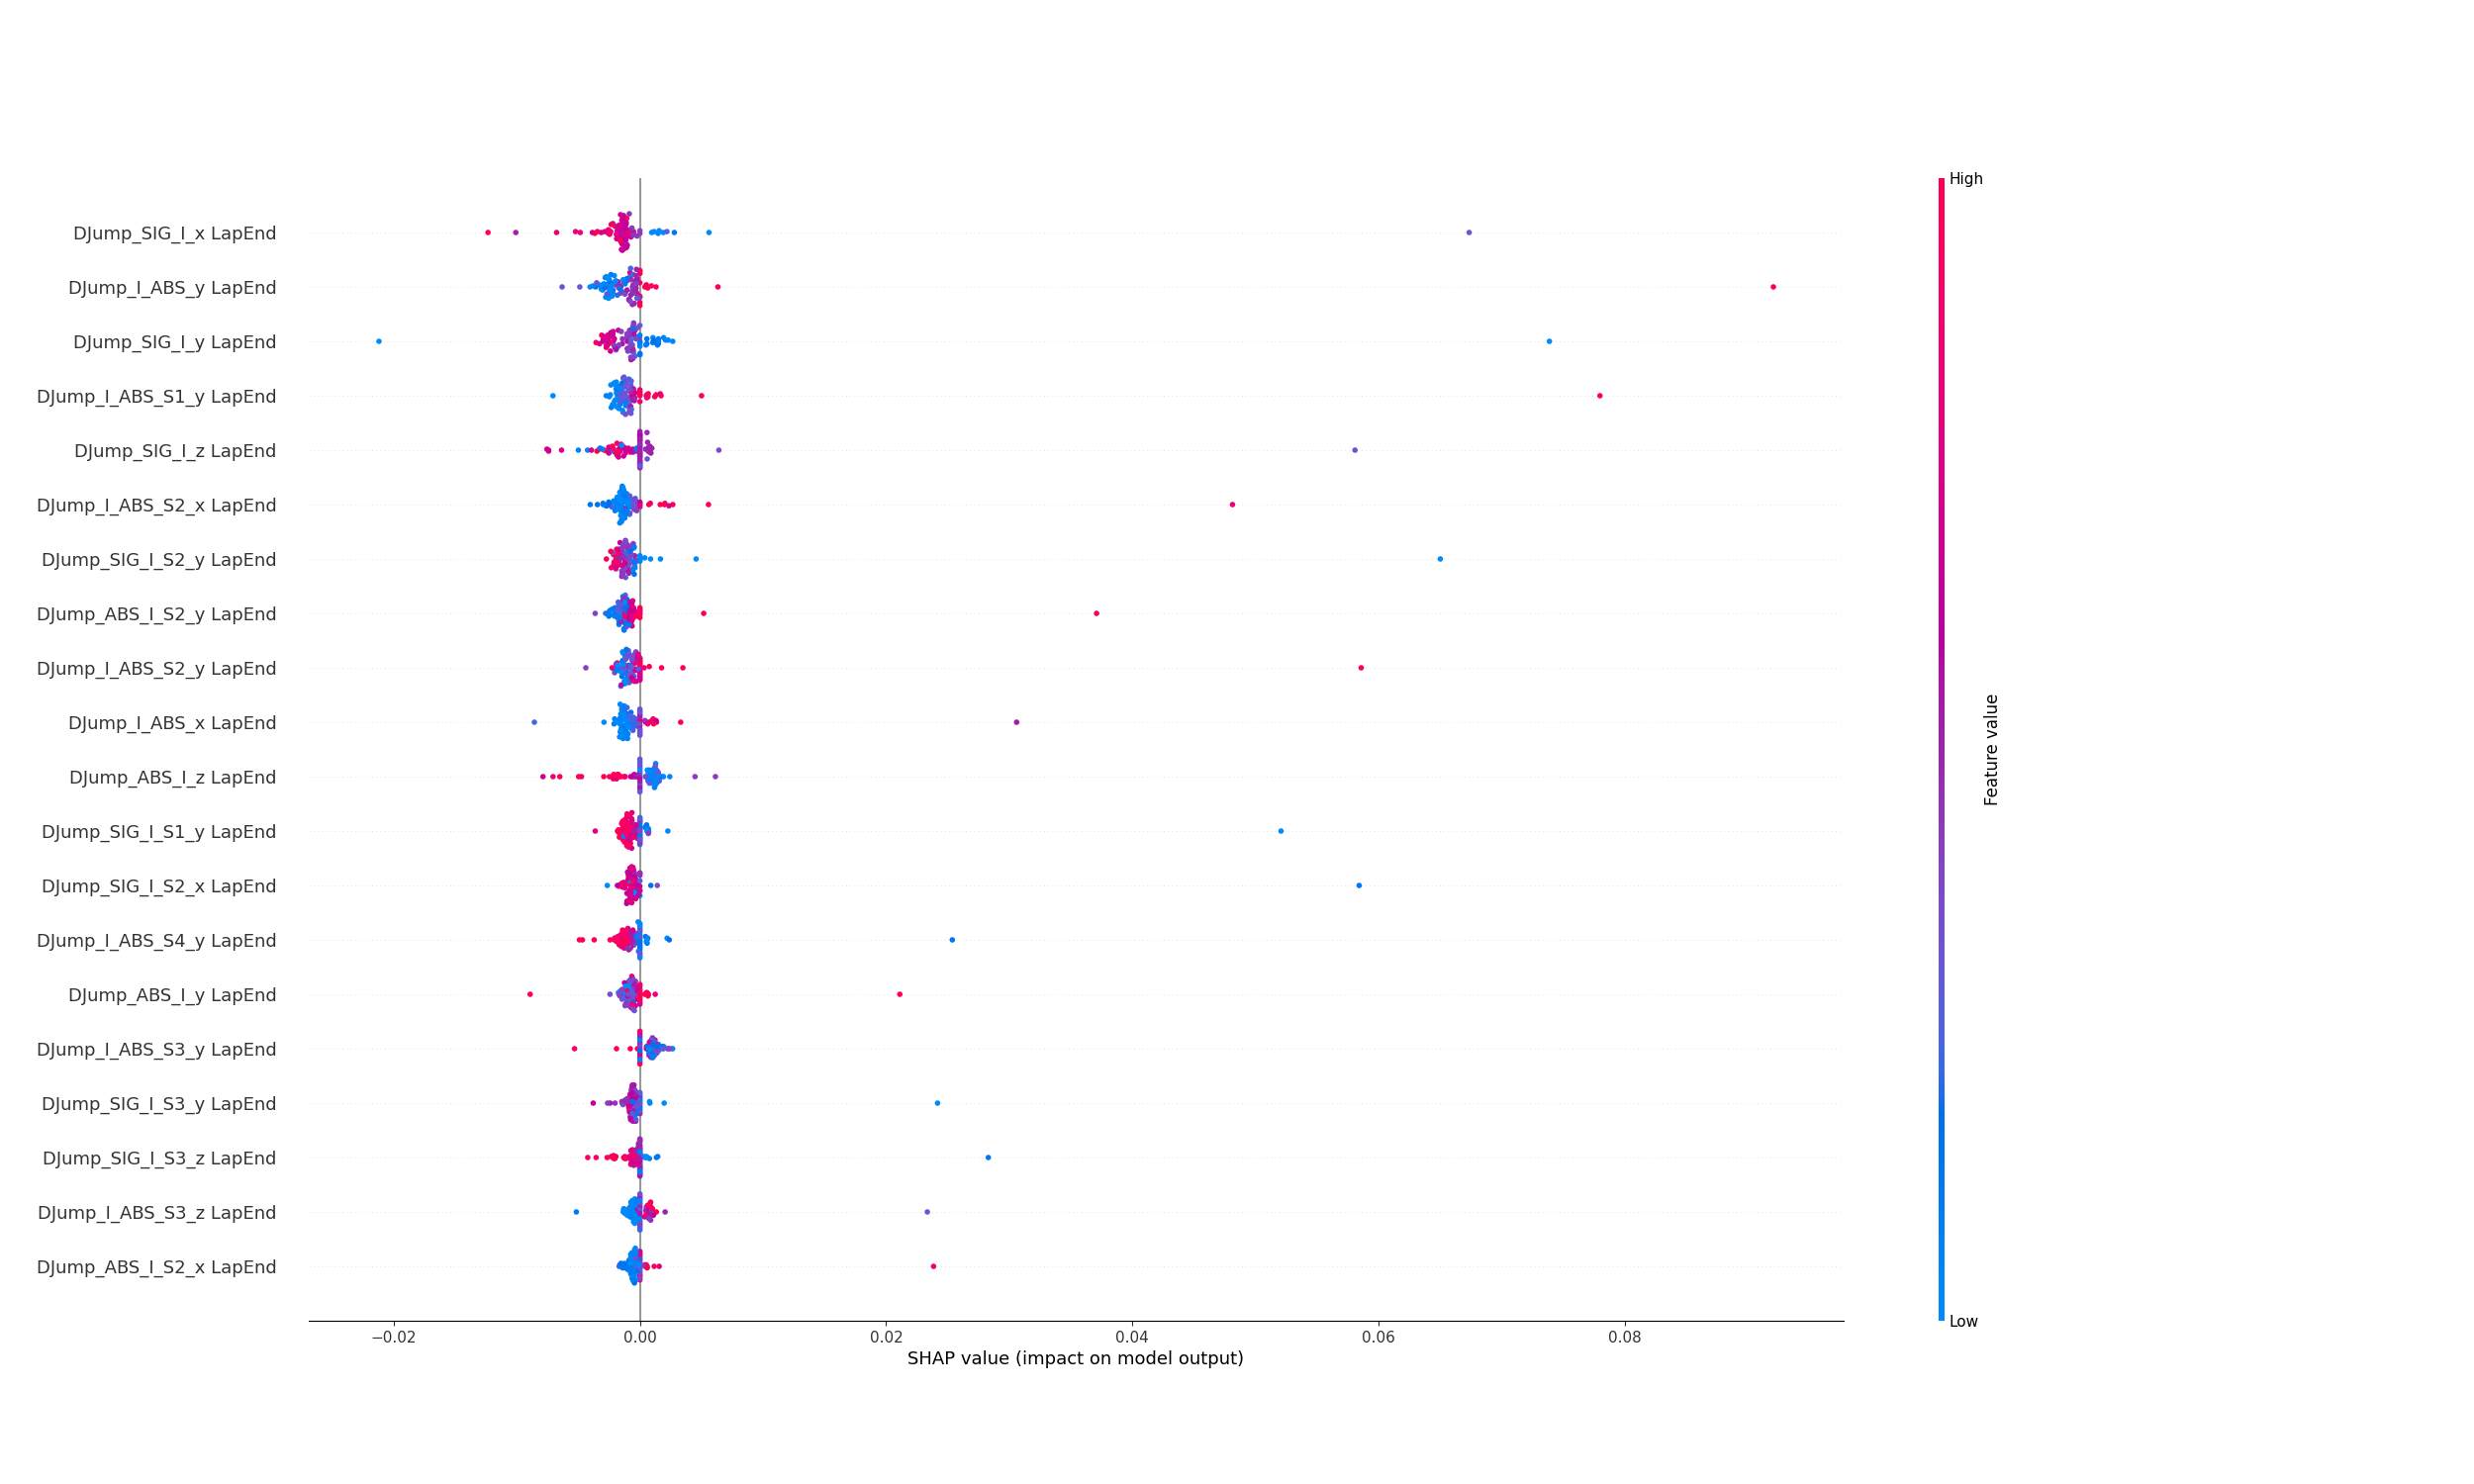 High
DJump_SIG_I_x LapEnd
DJump_I_ABS_y LapEnd
DJump_SIG_I_y LapEnd
DJump_I_ABS_S1_y LapEnd
DJump_SIG_I_z LapEnd
DJump_I_ABS_S2_x LapEnd
DJump_SIG_I_S2_y LapEnd
DJump_ABS_I_S2_y LapEnd
DJump_I_ABS_S2_y LapEnd
DJump_I_ABS_x LapEnd
DJump_ABS_I_z LapEnd
DJump_SIG_I_S1_y LapEnd
DJump_SIG_I_S2_x LapEnd
DJump_I_ABS_S4_y LapEnd
DJump_ABS_I_y LapEnd
DJump_I_ABS_S3_y LapEnd
DJump_SIG_I_S3_y LapEnd
DJump_SIG_I_S3_z LapEnd
DJump_I_ABS_S3_z LapEnd
DJump_ABS_I_S2_x LapEnd
Feature value
Low
−0.02 0.00 0.02 0.04 0.06 0.08
SHAP value (impact on model output)